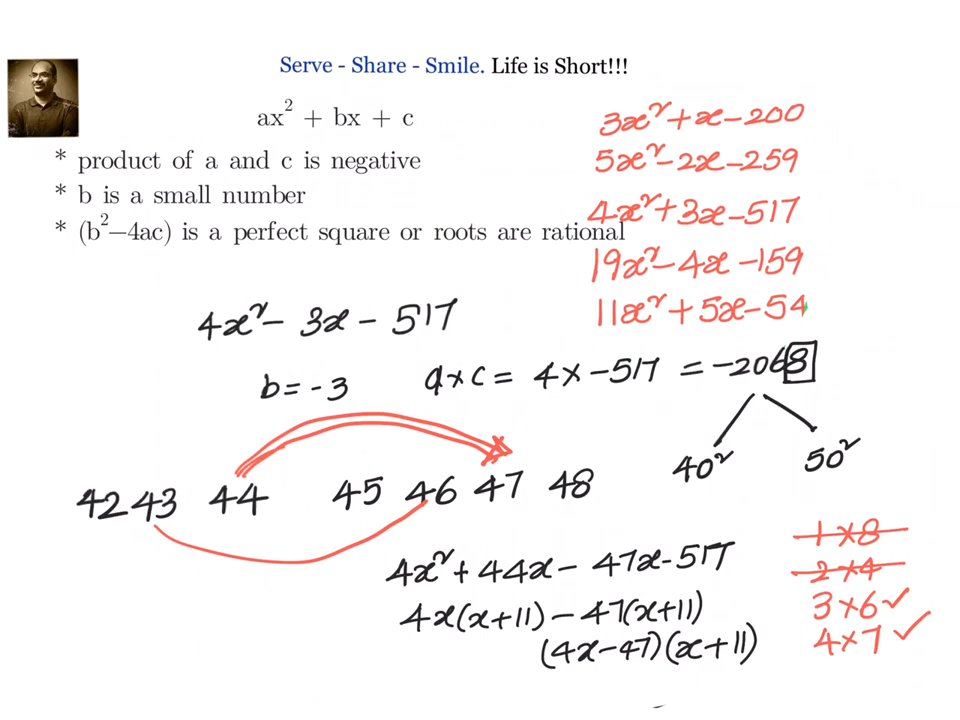 Serve - Share - Smile. Life is Short!!!
ax² + bx + c
* product of a and c is negative
* b is a small number
* (b²−4ac) is a perfect square or roots are rational
3x²+x-200
5x²-2x-259
4x²+3x-517
19x²-4x-159
11x²+5x-54
4x²- 3x - 517
b = -3
a×c = 4×-517 = -2068
40² 50²
42 43 44 45 46 47 48
4x²+44x- 47x-517
4x(x+11)-47(x+11)
(4x-47)(x+11)
1×8
2×4
3×6✓
4×7✓